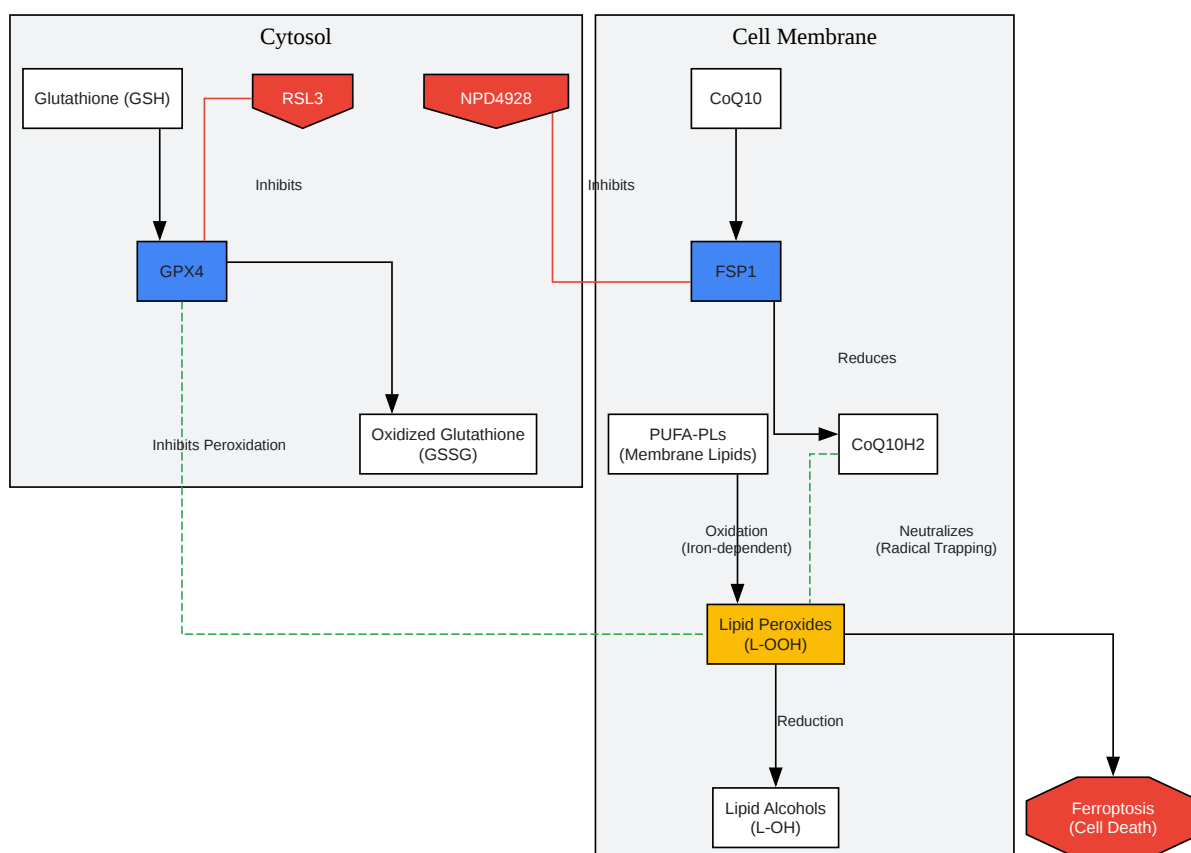 Cytosol
Cell Membrane
Glutathione (GSH)
RSL3
NPD4928
CoQ10
Inhibits
Inhibits
GPX4
FSP1
Reduces
Inhibits Peroxidation
Oxidized Glutathione
(GSSG)
PUFA-PLs
(Membrane Lipids)
CoQ10H2
Oxidation
(Iron-dependent)
Neutralizes
(Radical Trapping)
Lipid Peroxides
(L-OOH)
Reduction
Lipid Alcohols
(L-OH)
Ferroptosis
(Cell Death)